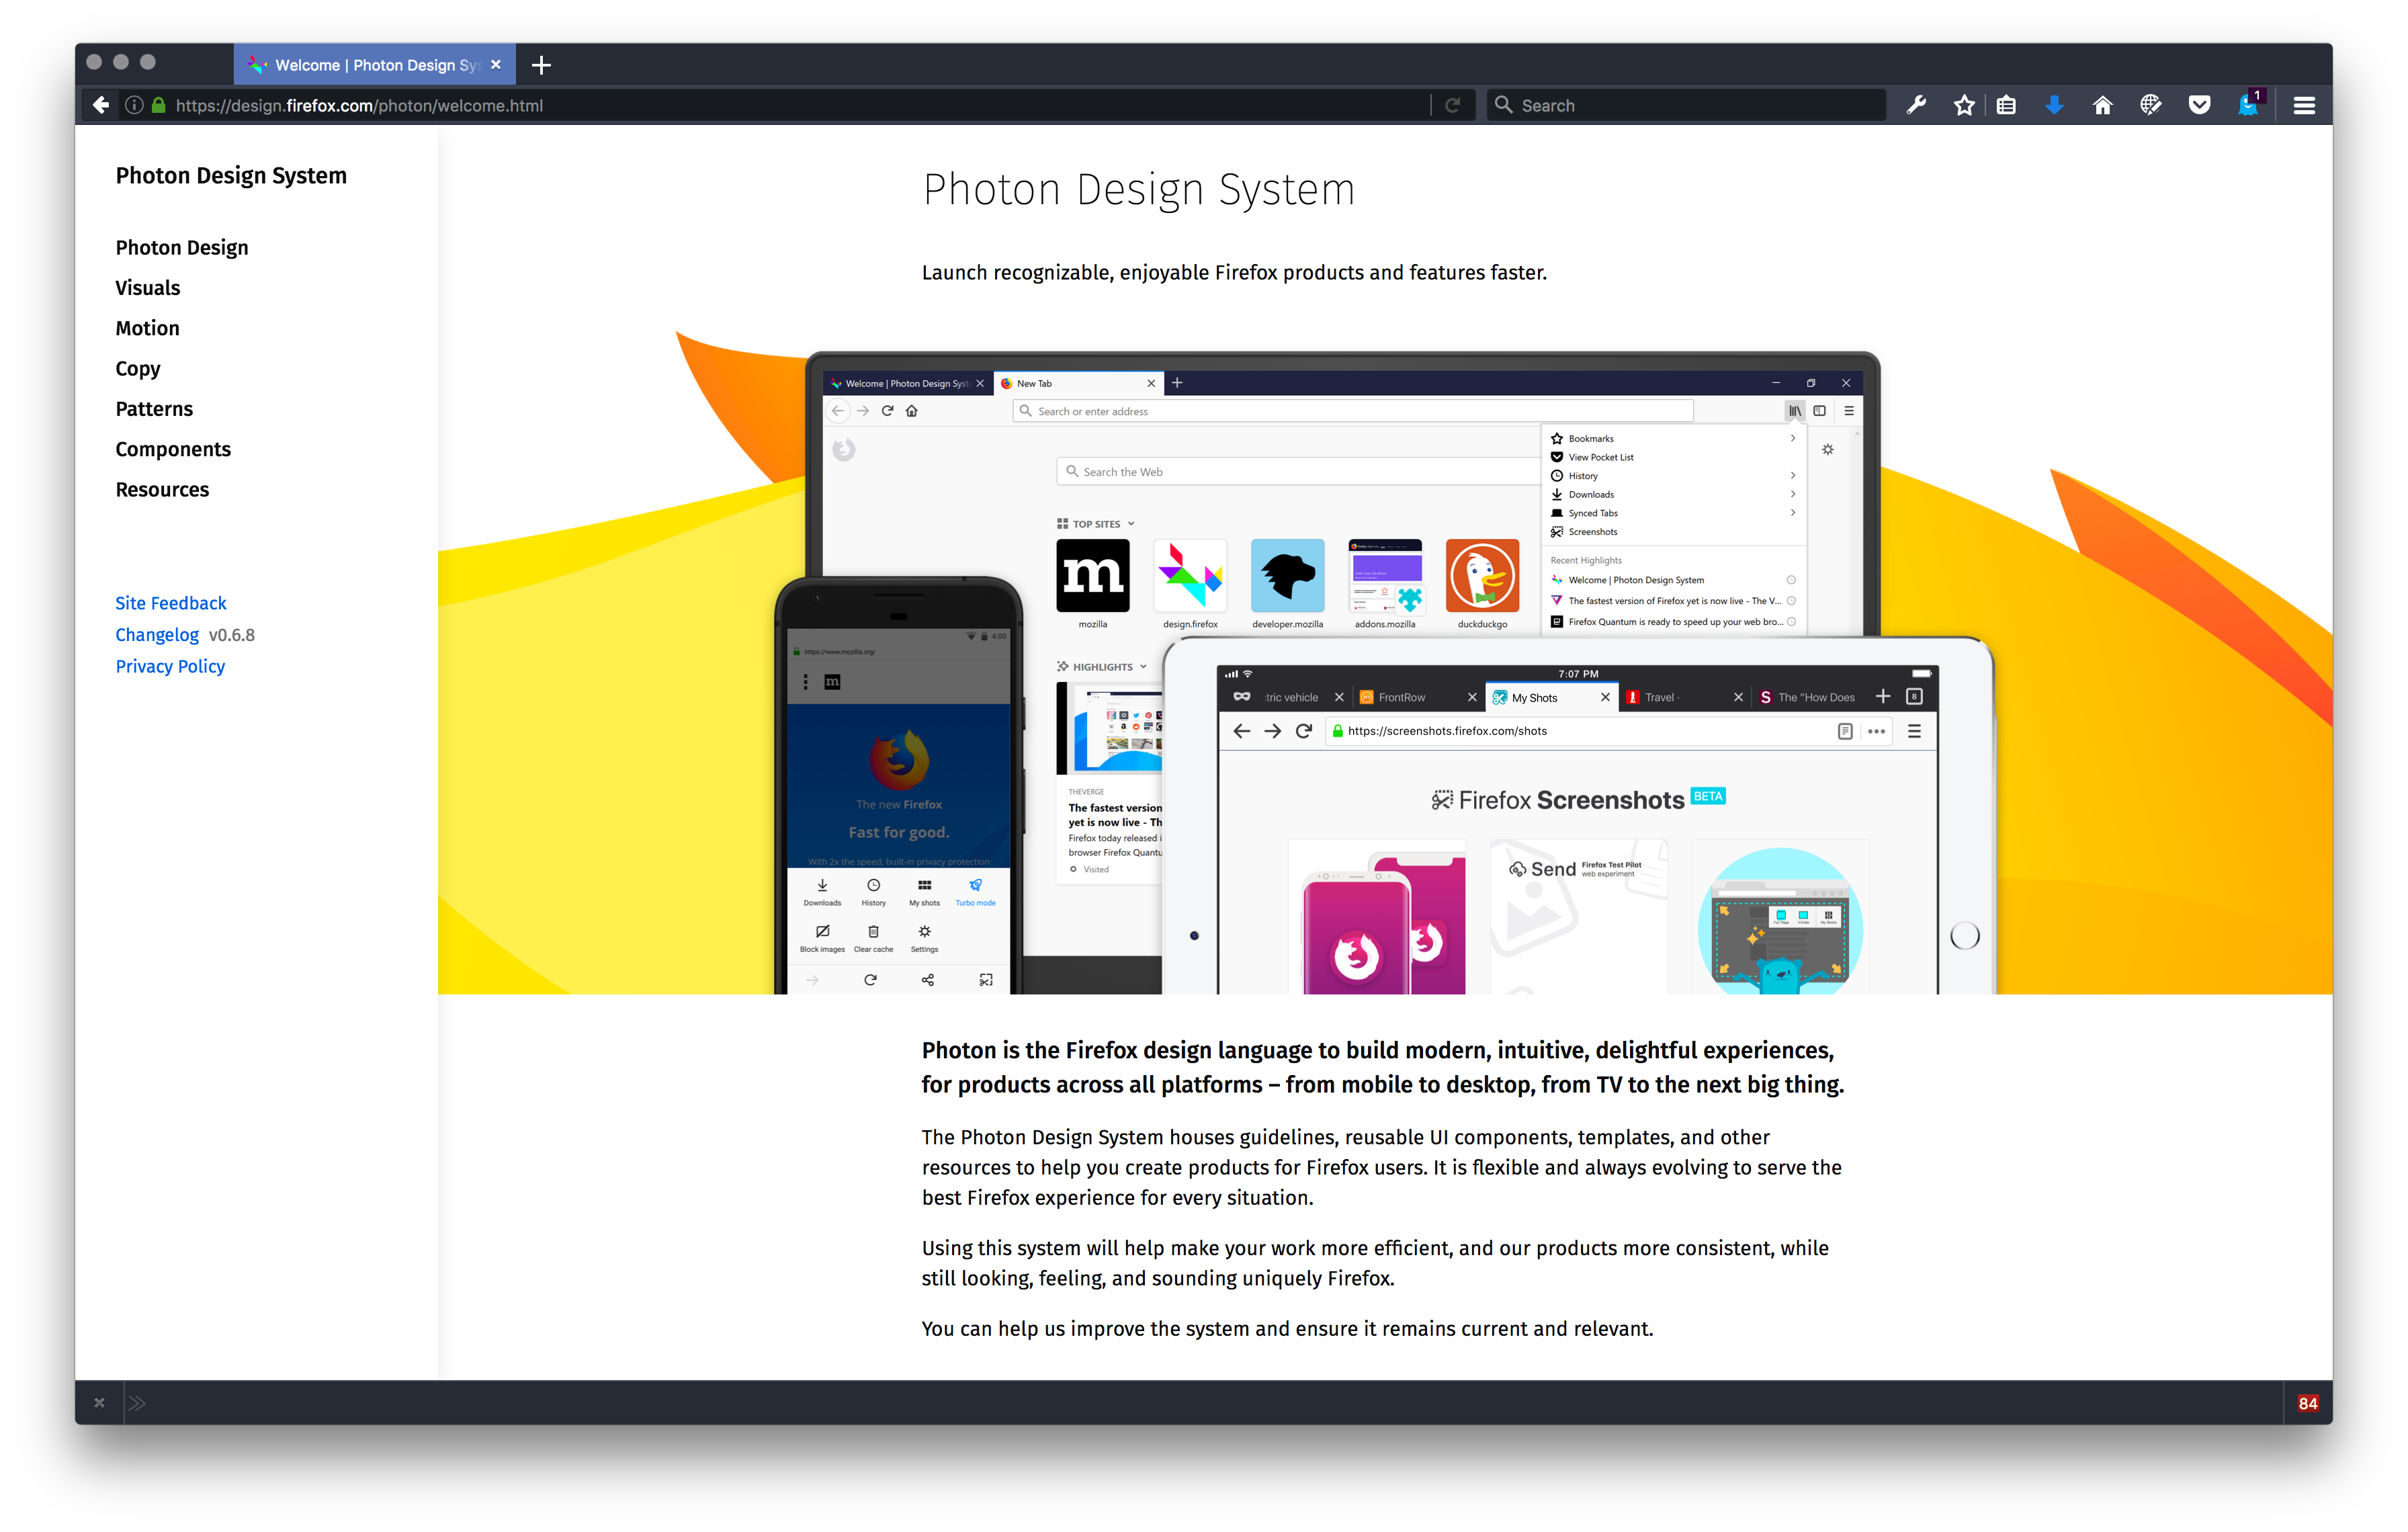 Welcome | Photon Design Sys
https://design.firefox.com/photon/welcome.html
Search
1
Photon Design System
Photon Design
Visuals
Motion
Copy
Patterns
Components
Resources
Site Feedback
Changelog v0.6.8
Privacy Policy
Photon Design System
Launch recognizable, enjoyable Firefox products and features faster.
Welcome | Photon Design Syst
New Tab
Search or enter address
Search the Web
Bookmarks
View Pocket List
History
Downloads
Synced Tabs
Screenshots
Recent Highlights
Welcome | Photon Design System
The fastest version of Firefox yet is now live - The V...
Firefox Quantum is ready to speed up your web bro...
TOP SITES
m
mozilla
design.firefox
developer.mozilla
addons.mozilla
duckduckgo
HIGHLIGHTS
THEVERGE
The fastest version
yet is now live - Th
Firefox today released i
browser Firefox Quantu
Visited
4:00
https://www.mozilla.org/
m
The new Firefox
Fast for good.
With 2x the speed, built-in privacy protection
Downloads
History
My shots
Turbo mode
Block images
Clear cache
Settings
7:07 PM
tric vehicle
FrontRow
My Shots
Travel ·
S The "How Does
8
https://screenshots.firefox.com/shots
Firefox Screenshots BETA
Send
Firefox Test Pilot
web experiment
Full Page
Visible
My Shots
Photon is the Firefox design language to build modern, intuitive, delightful experiences,
for products across all platforms – from mobile to desktop, from TV to the next big thing.
The Photon Design System houses guidelines, reusable UI components, templates, and other
resources to help you create products for Firefox users. It is flexible and always evolving to serve the
best Firefox experience for every situation.
Using this system will help make your work more efficient, and our products more consistent, while
still looking, feeling, and sounding uniquely Firefox.
You can help us improve the system and ensure it remains current and relevant.
84